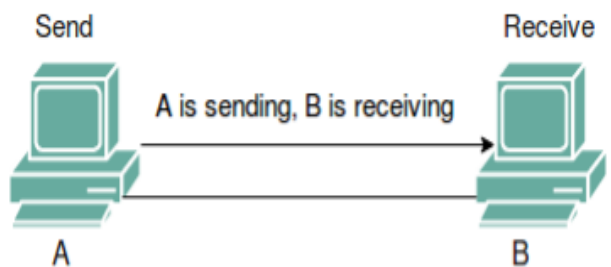 Send
Receive
A is sending, B is receiving
A
B